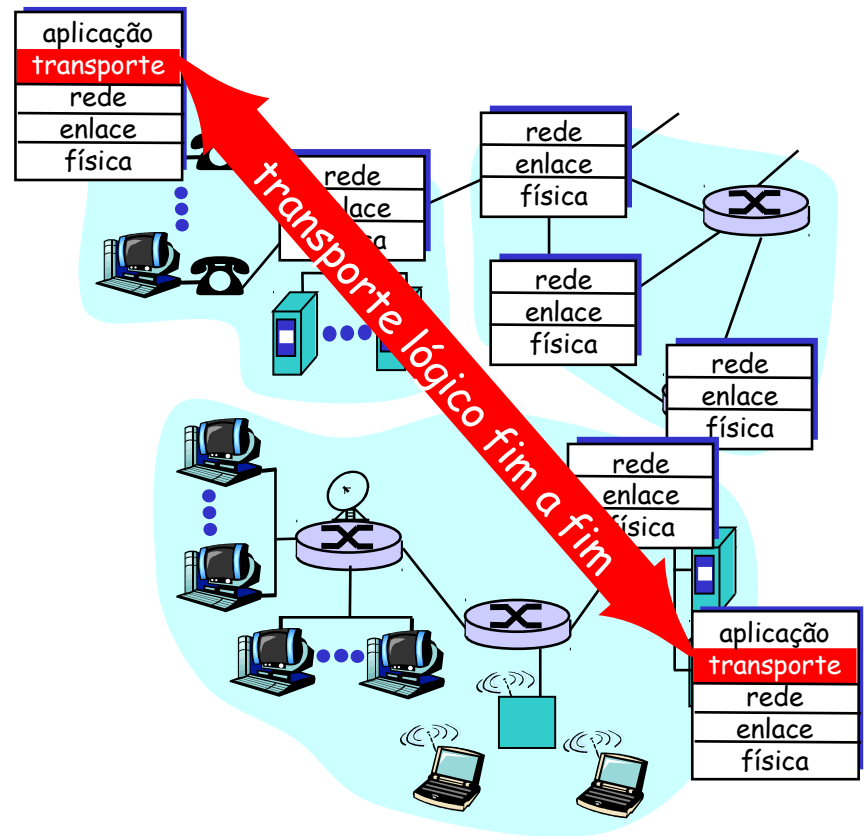 aplicação
transporte
rede
enlace
física
rede
lace
a
rede
enlace
física
rede
enlace
física
rede
enlace
física
rede
enlace
física
transporte lógico fim a fim
aplicação
transporte
rede
enlace
física